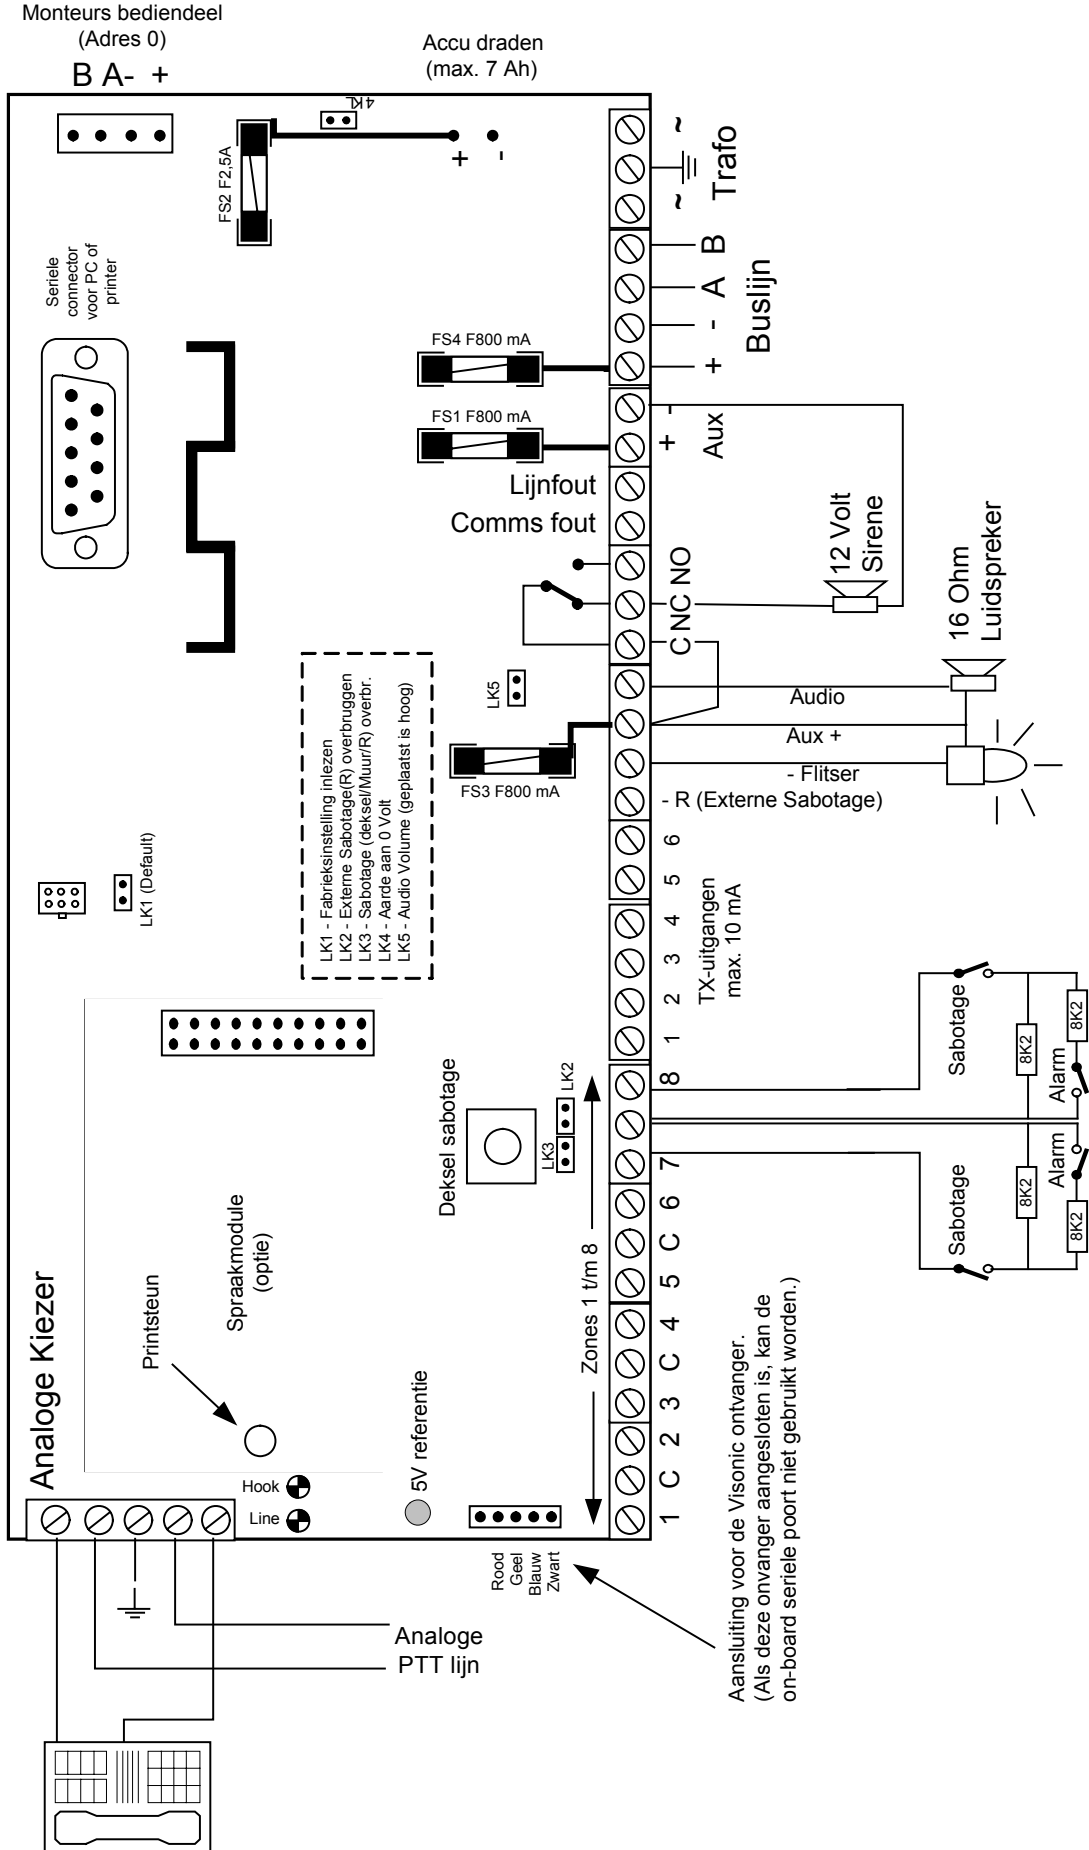 Monteurs bediendeel
(Adres 0)
B A- +
Accu draden
(max. 7 Ah)
LK4
+ -
FS2 F2,5A
~ ~
Trafo
Seriele
connector
voor PC of
printer
B
A
-
+
Buslijn
FS4 F800 mA
FS1 F800 mA
-
+
Aux
Lijnfout
Comms fout
C NC NO
12 Volt
Sirene
16 Ohm
Luidspreker
LK5
LK1 - Fabrieksinstelling inlezen
LK2 - Externe Sabotage(R) overbruggen
LK3 - Sabotage (deksel/Muur/R) overbr.
LK4 - Aarde aan 0 Volt
LK5 - Audio Volume (geplaatst is hoog)
Audio
Aux +
- Flitser
- R (Externe Sabotage)
FS3 F800 mA
LK1 (Default)
6
5
4
3
2
1
TX-uitgangen
max. 10 mA
Sabotage
8K2
8K2
Alarm
Deksel sabotage
LK2
LK3
8
7
6
C
5
4
C
3
2
C
1
Zones 1 t/m 8
Sabotage
8K2
8K2
Alarm
Analoge Kiezer
Printsteun
Spraakmodule
(optie)
5V referentie
Hook
Line
Rood
Geel
Blauw
Zwart
Analoge
PTT lijn
Aansluiting voor de Visonic ontvanger.
(Als deze onvanger aangesloten is, kan de
on-board seriele poort niet gebruikt worden.)